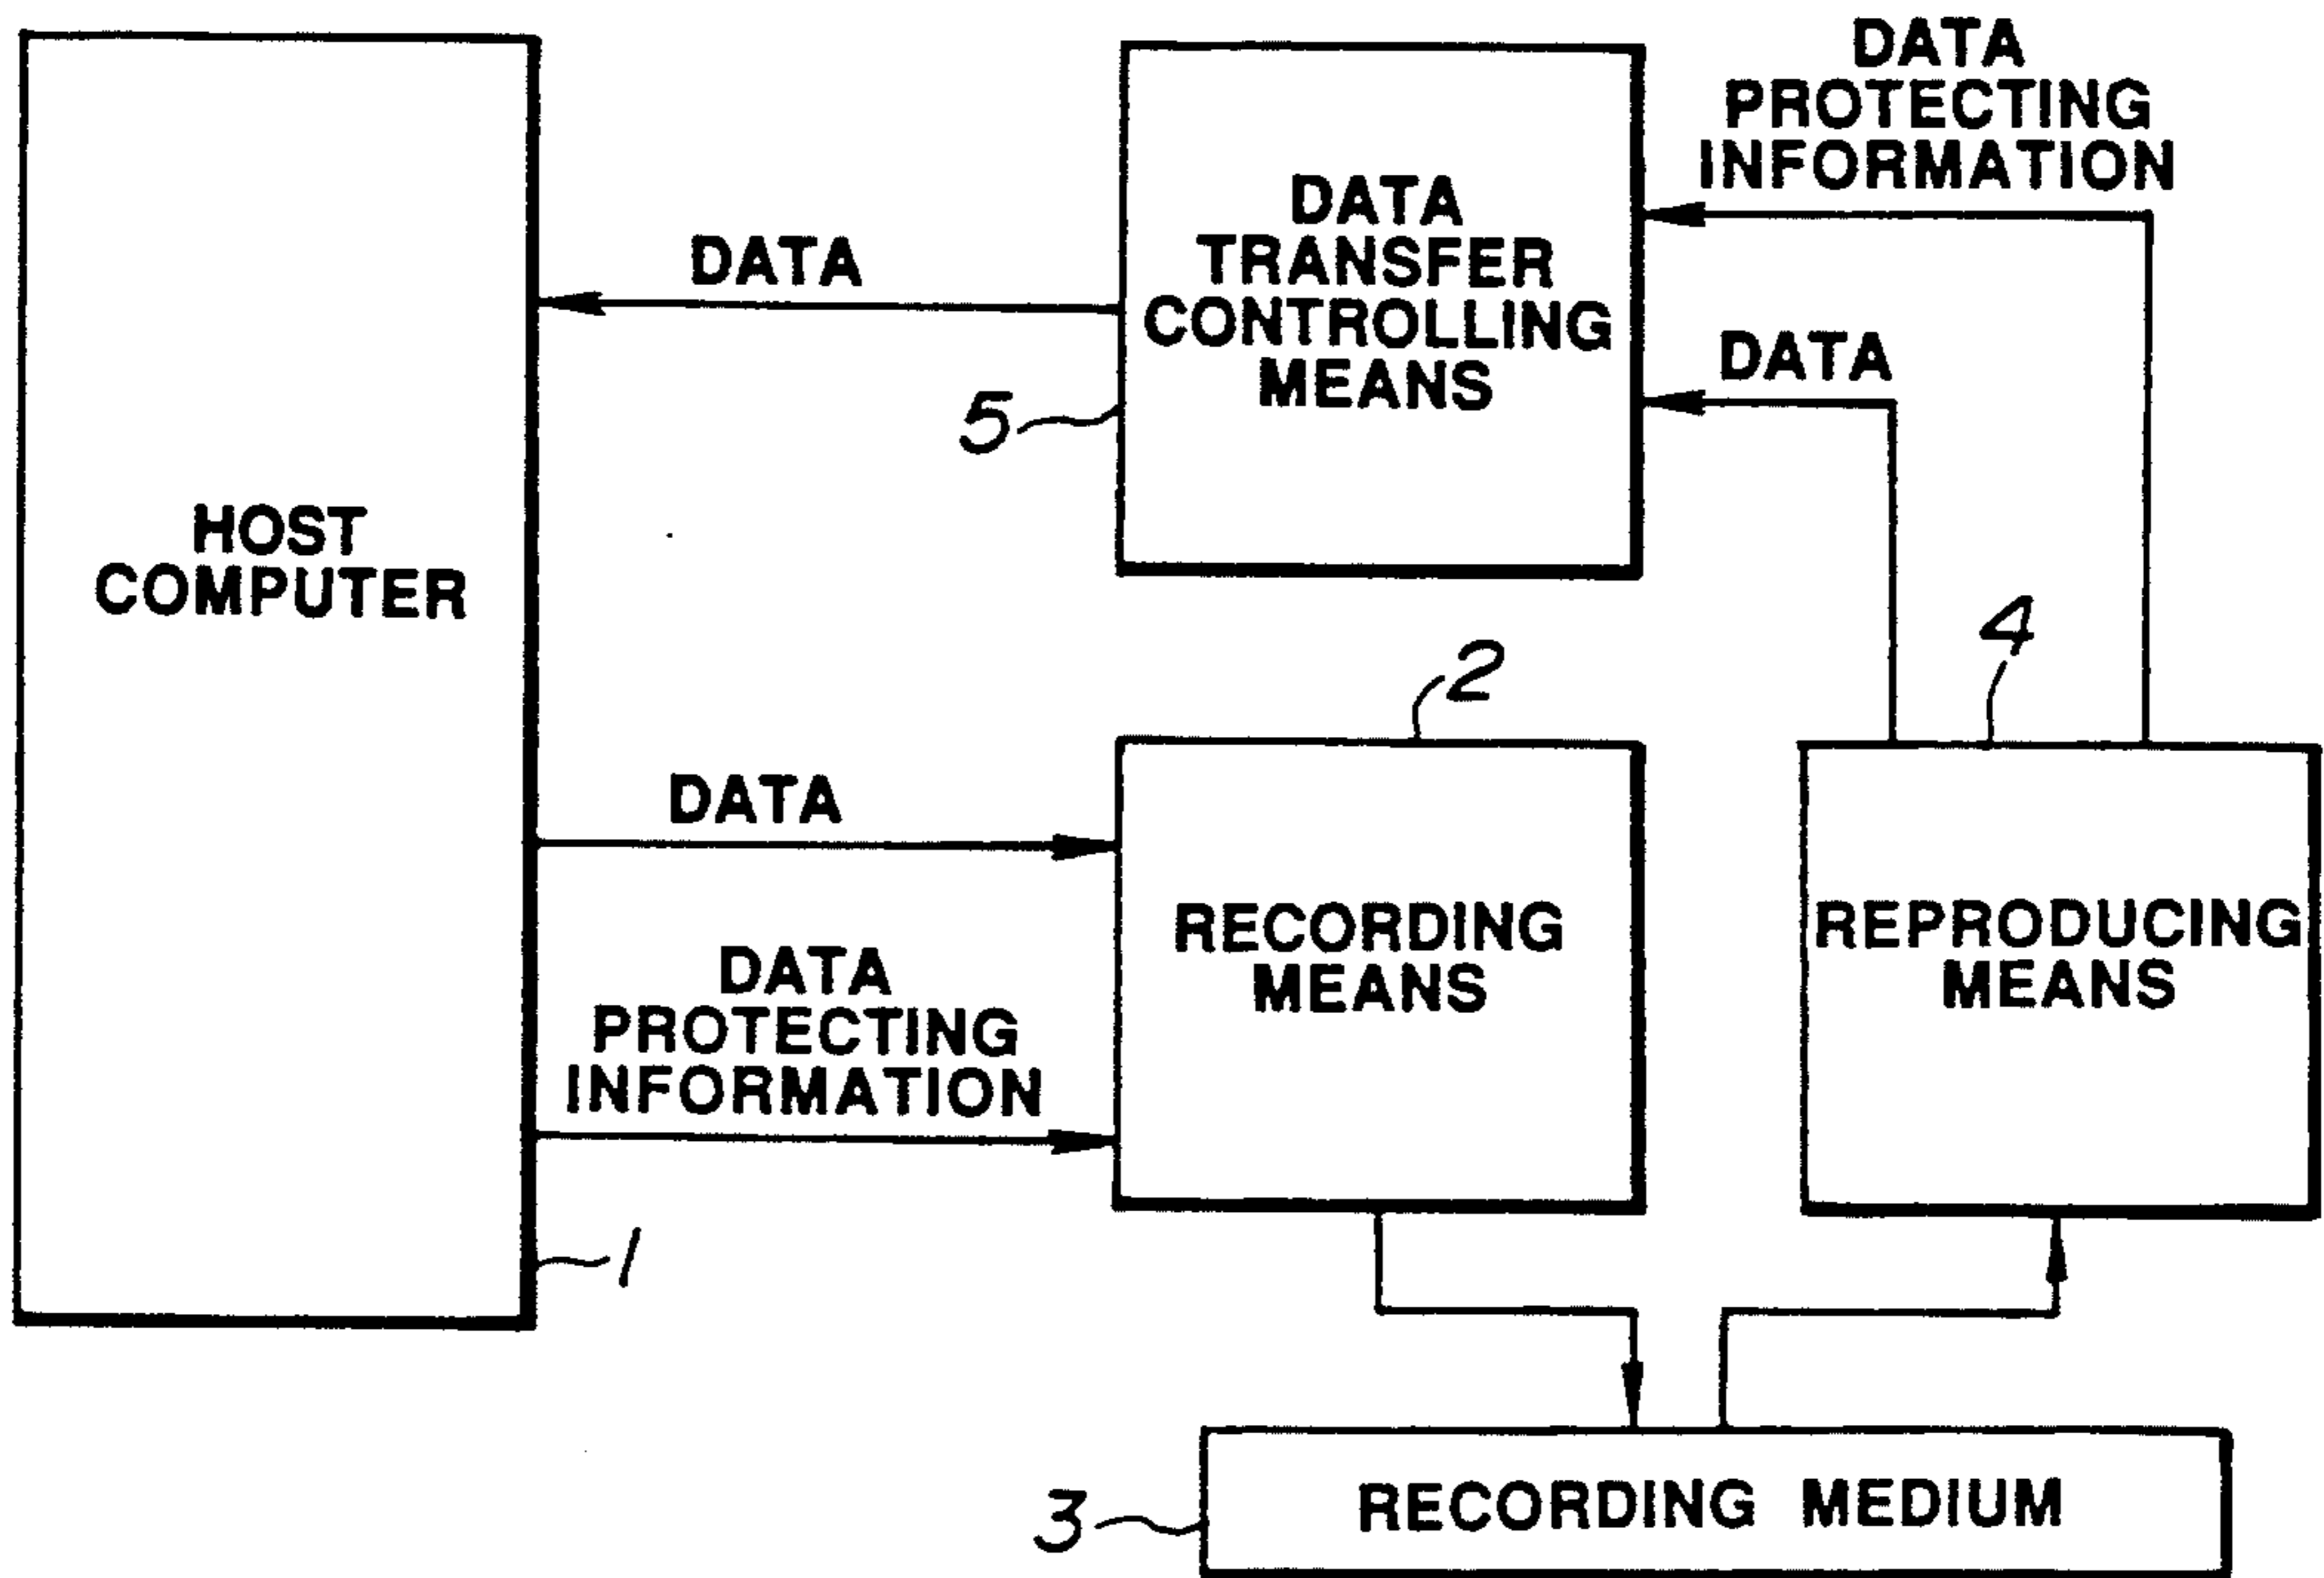 HOST
COMPUTER
1
DATA
DATA
TRANSFER
CONTROLLING
MEANS
5
DATA
PROTECTING
INFORMATION
DATA
DATA
DATA
PROTECTING
INFORMATION
2
RECORDING
MEANS
4
REPRODUCING
MEANS
3
RECORDING MEDIUM